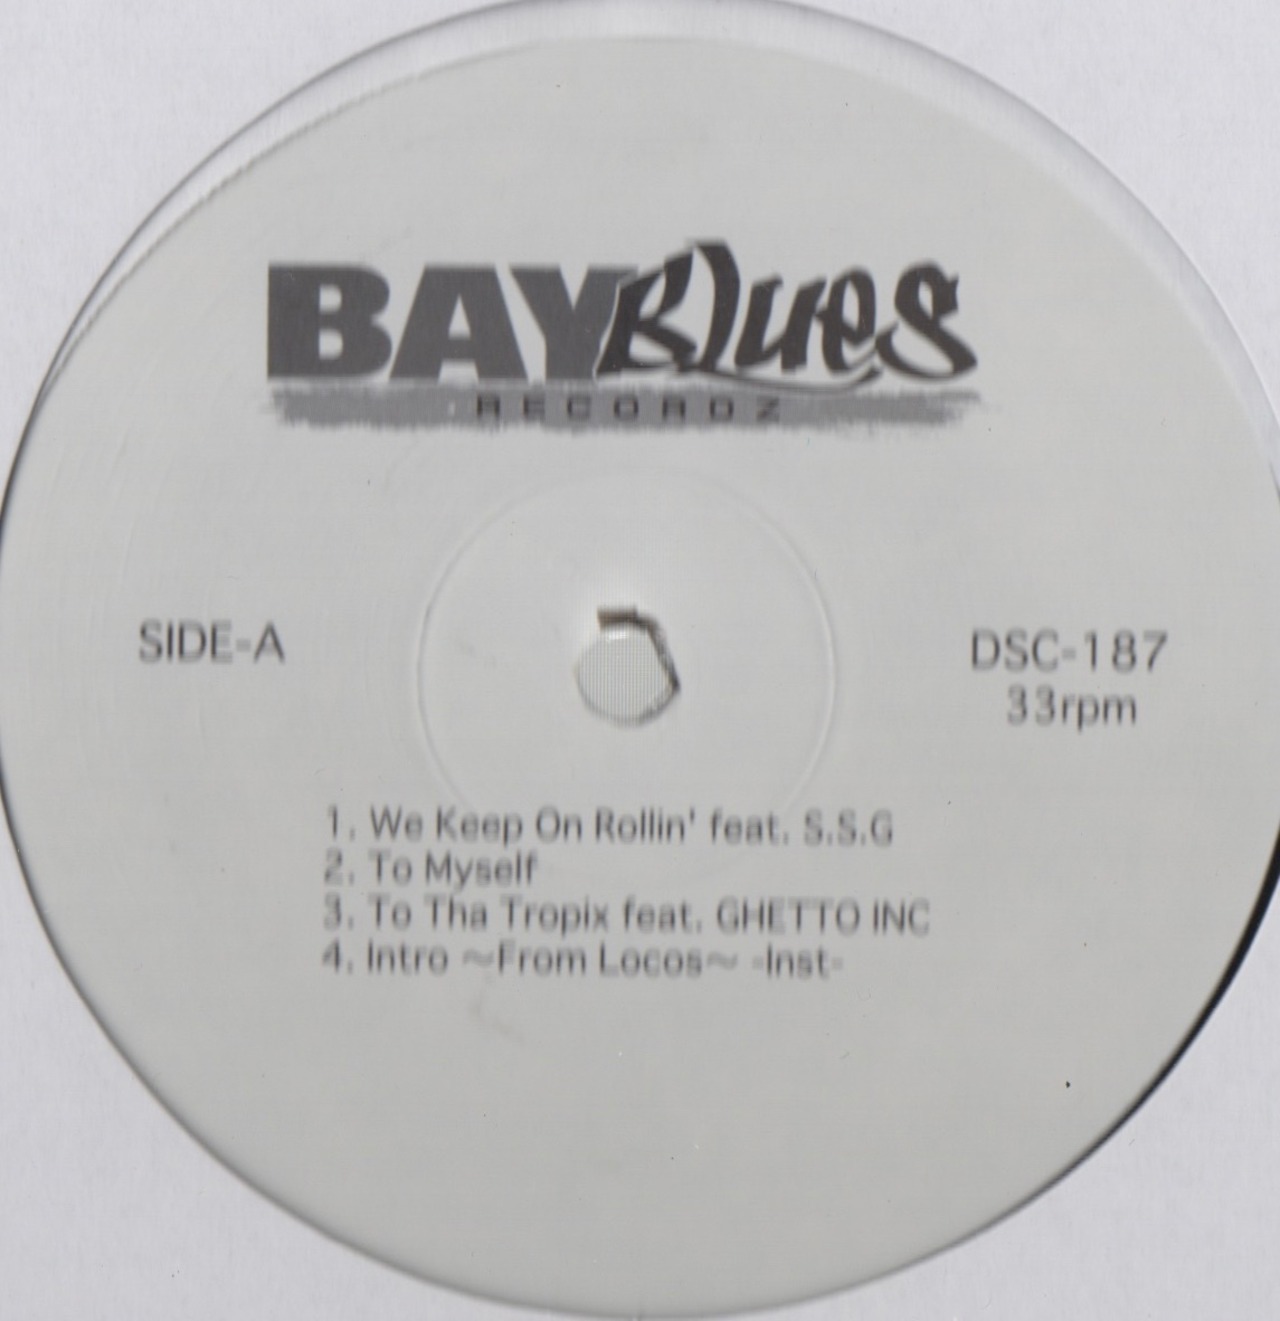 BAYBlues
RECORDZ
SIDE-A
DSC-187
33rpm
1. We Keep On Rollin' feat. S.S.G
2. To Myself
3. To Tha Tropix feat. GHETTO INC
4. Intro ～From Locos～ -Inst-